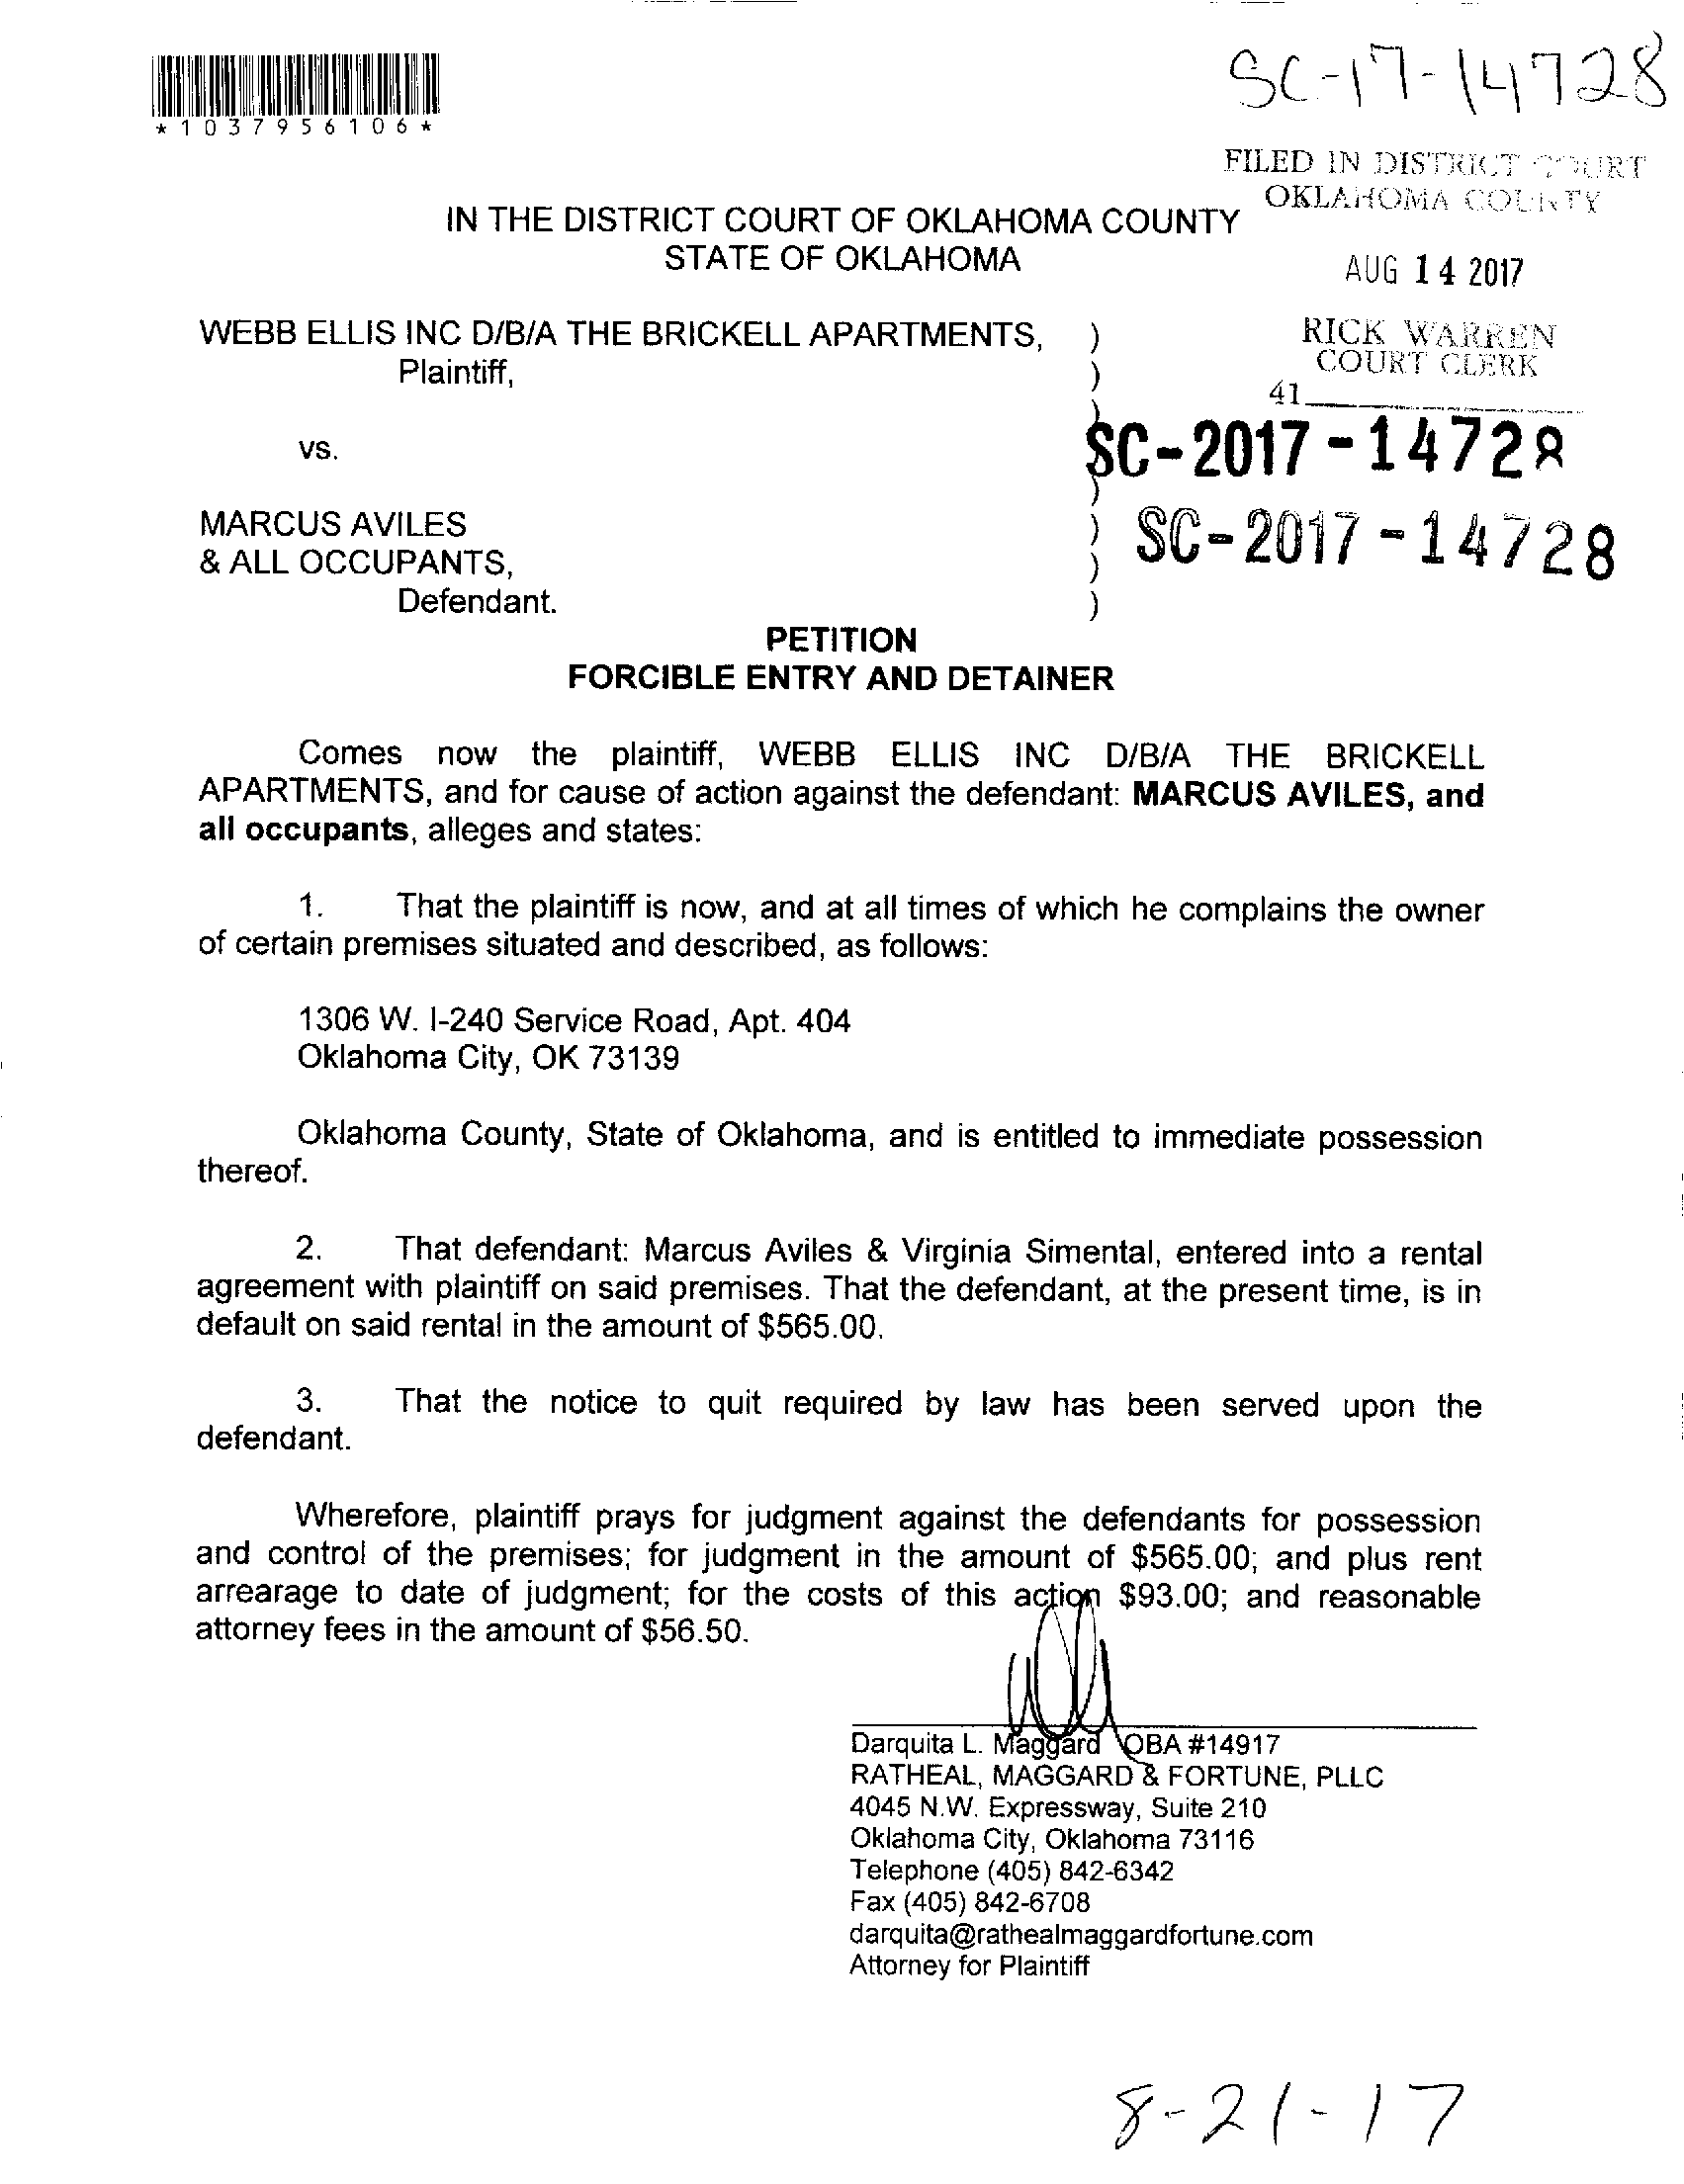 *1037956106*
SC-17-14728
FILED IN DISTRICT COURT
OKLAHOMA COUNTY
IN THE DISTRICT COURT OF OKLAHOMA COUNTY
STATE OF OKLAHOMA
AUG 14 2017
WEBB ELLIS INC D/B/A THE BRICKELL APARTMENTS, )
Plaintiff, )
RICK WARREN
COURT CLERK
41
)
vs.
SC-2017-14728
)
MARCUS AVILES )
SC-2017-14728
& ALL OCCUPANTS, )
Defendant. )
PETITION
FORCIBLE ENTRY AND DETAINER
Comes now the plaintiff, WEBB ELLIS INC D/B/A THE BRICKELL
APARTMENTS, and for cause of action against the defendant: MARCUS AVILES, and
all occupants, alleges and states:
1. That the plaintiff is now, and at all times of which he complains the owner
of certain premises situated and described, as follows:
1306 W. I-240 Service Road, Apt. 404
Oklahoma City, OK 73139
Oklahoma County, State of Oklahoma, and is entitled to immediate possession
thereof.
2. That defendant: Marcus Aviles & Virginia Simental, entered into a rental
agreement with plaintiff on said premises. That the defendant, at the present time, is in
default on said rental in the amount of $565.00.
3. That the notice to quit required by law has been served upon the
defendant.
Wherefore, plaintiff prays for judgment against the defendants for possession
and control of the premises; for judgment in the amount of $565.00; and plus rent
arrearage to date of judgment; for the costs of this action $93.00; and reasonable
attorney fees in the amount of $56.50.
Darquita L. Maggard OBA #14917
RATHEAL, MAGGARD & FORTUNE, PLLC
4045 N.W. Expressway, Suite 210
Oklahoma City, Oklahoma 73116
Telephone (405) 842-6342
Fax (405) 842-6708
darquita@rathealmaggardfortune.com
Attorney for Plaintiff
8-21-17